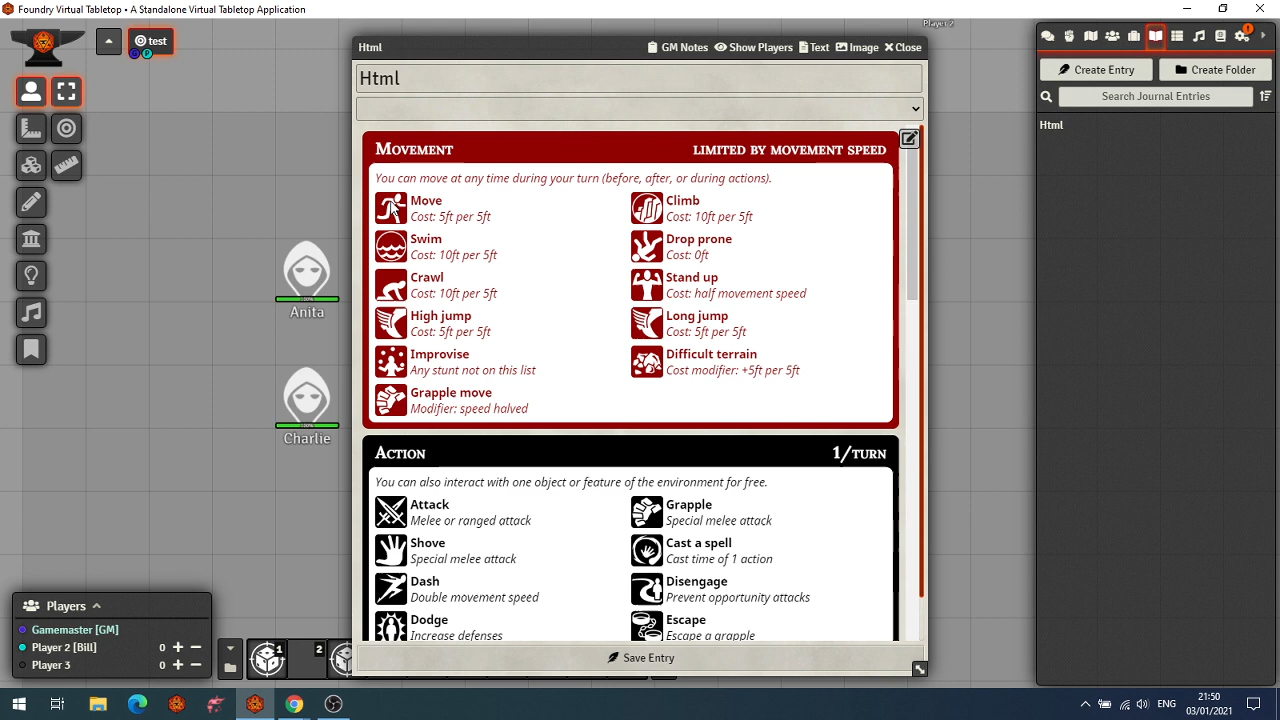 Foundry Virtual Tabletop • A Standalone Virtual Tabletop Application
test
G P
Player 2
Html
GM Notes Show Players Text Image Close
Html
Create Entry Create Folder
Search Journal Entries
Html
Movement LIMITED BY MOVEMENT SPEED
You can move at any time during your turn (before, after, or during actions).
Move
Cost: 5ft per 5ft
Climb
Cost: 10ft per 5ft
Swim
Cost: 10ft per 5ft
Drop prone
Cost: 0ft
Crawl
Cost: 10ft per 5ft
Stand up
Cost: half movement speed
High jump
Cost: 5ft per 5ft
Long jump
Cost: 5ft per 5ft
Improvise
Any stunt not on this list
Difficult terrain
Cost modifier: +5ft per 5ft
Grapple move
Modifier: speed halved
Action 1/TURN
You can also interact with one object or feature of the environment for free.
Attack
Melee or ranged attack
Grapple
Special melee attack
Shove
Special melee attack
Cast a spell
Cast time of 1 action
Dash
Double movement speed
Disengage
Prevent opportunity attacks
Dodge
Increase defenses
Escape
Escape a grapple
Save Entry
100%
Anita
100%
Charlie
Players
Gamemaster [GM]
Player 2 [Bill] 0
Player 3 0
1
2
ENG
21:50
03/01/2021